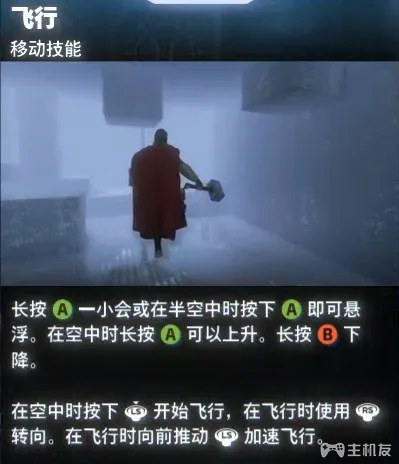 飞行
移动技能
长按 A 一小会或在半空中时按下 A 即可悬
浮。在空中时长按 A 可以上升。长按 B 下
降。
在空中时按下 LS 开始飞行，在飞行时使用 RS
转向。在飞行时向前推动 LS 加速飞行。
主机友